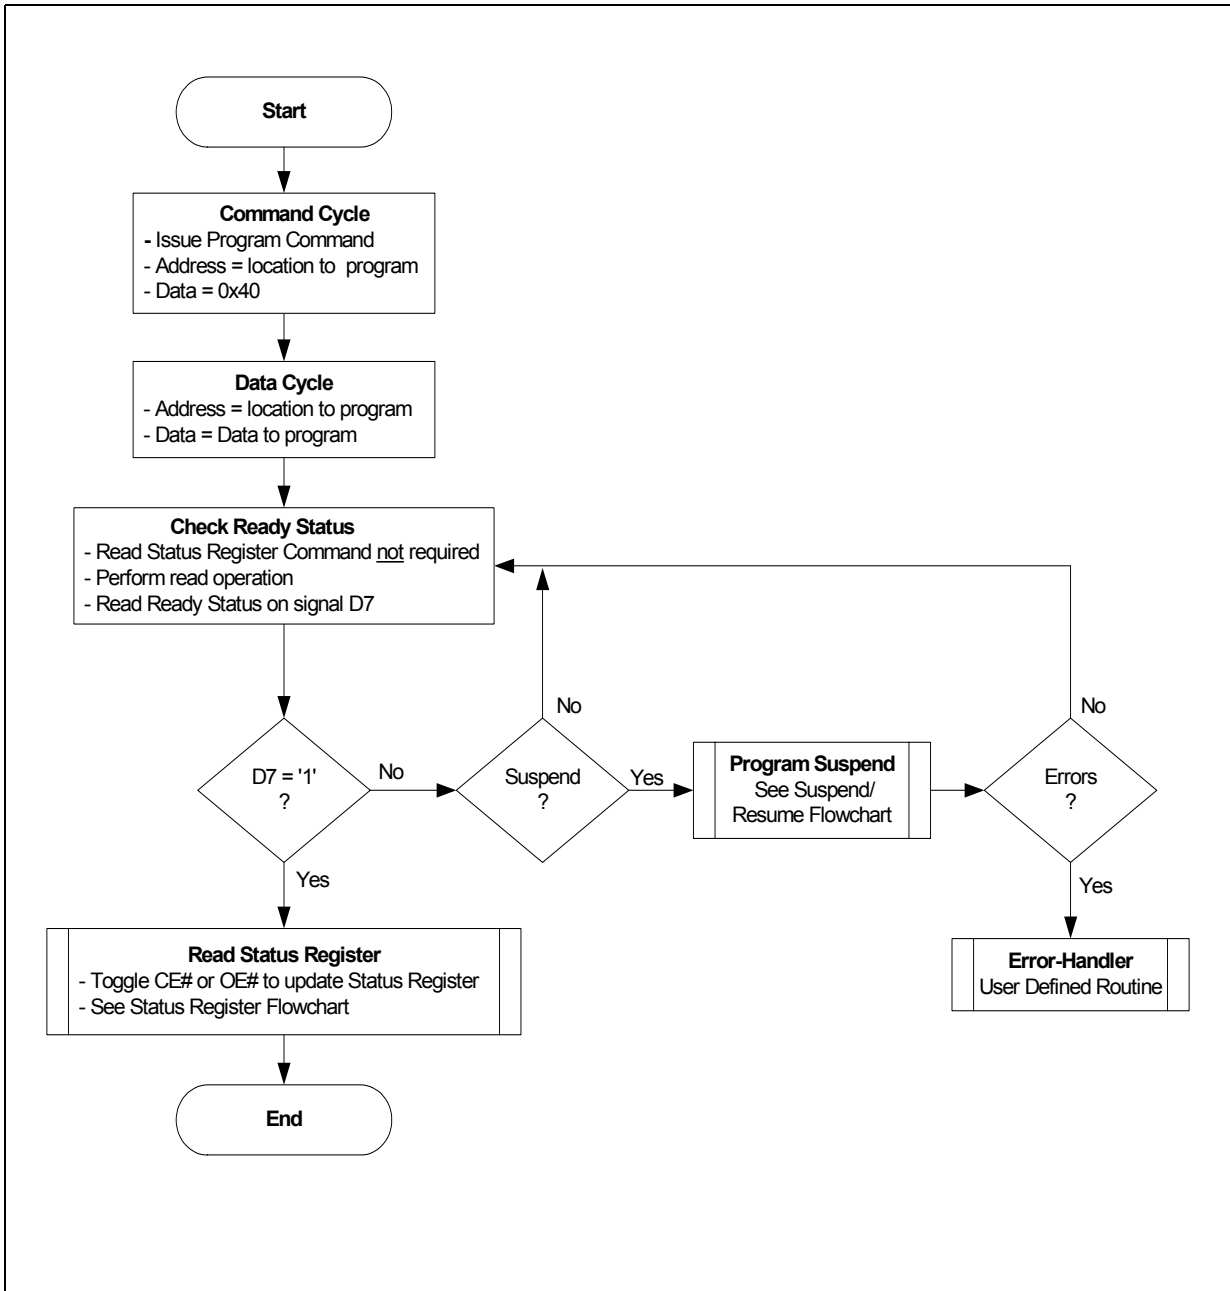 Start
Command Cycle
- Issue Program Command
- Address = location to program
- Data = 0x40
Data Cycle
- Address = location to program
- Data = Data to program
Check Ready Status
- Read Status Register Command not required
- Perform read operation
- Read Ready Status on signal D7
D7 = '1'
?
No
Yes
Suspend
?
No
Yes
Program Suspend
See Suspend/
Resume Flowchart
Errors
?
No
Yes
Error-Handler
User Defined Routine
Read Status Register
- Toggle CE# or OE# to update Status Register
- See Status Register Flowchart
End